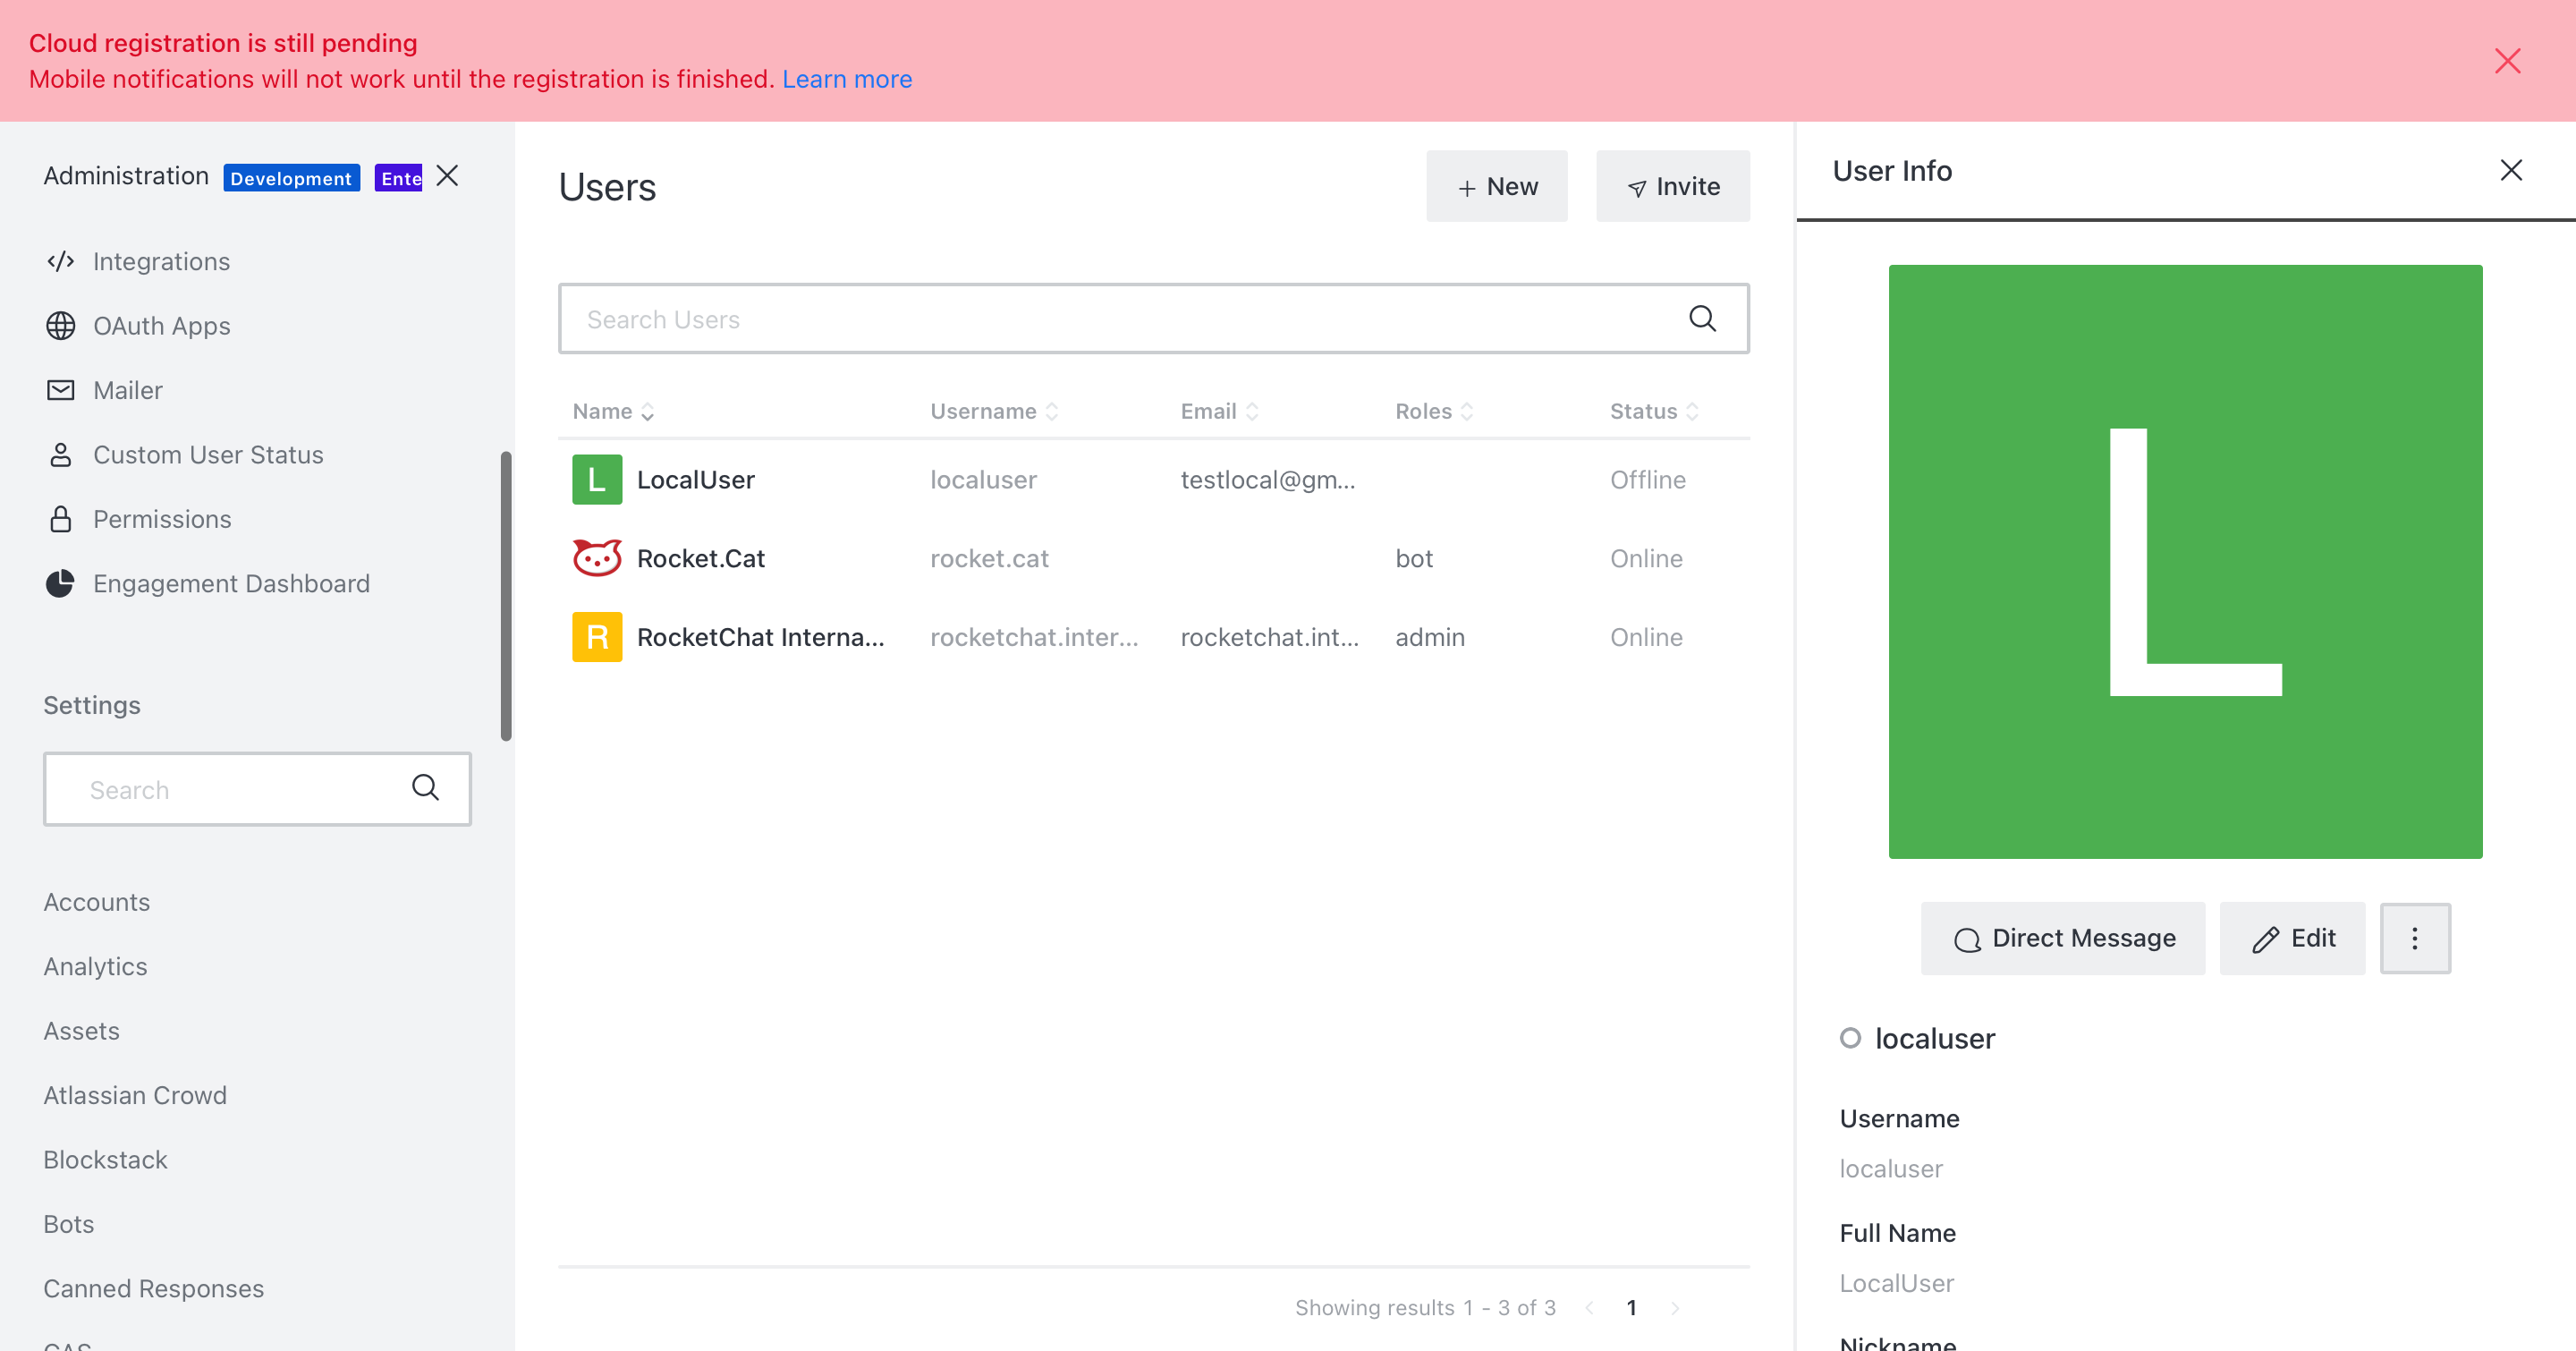 Cloud registration is still pending
Mobile notifications will not work until the registration is finished. Learn more
Administration Development Ente
Integrations
OAuth Apps
Mailer
Custom User Status
Permissions
Engagement Dashboard
Settings
Search
Accounts
Analytics
Assets
Atlassian Crowd
Blockstack
Bots
Canned Responses
CAS
Users
New
Invite
Search Users
Name Username Email Roles Status
L LocalUser localuser testlocal@gm... Offline
Rocket.Cat rocket.cat bot Online
R RocketChat Interna... rocketchat.inter... rocketchat.int... admin Online
Showing results 1 - 3 of 3 1
User Info
L
Direct Message Edit
localuser
Username
localuser
Full Name
LocalUser
Nickname